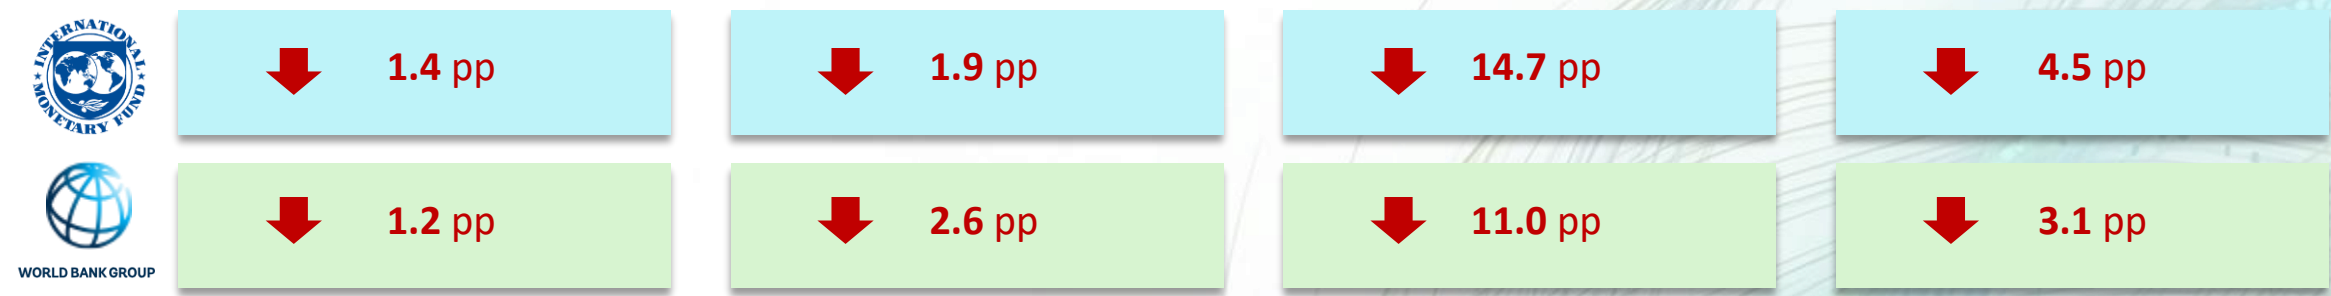 INTERNATIONAL MONETARY FUND
1.4 pp
1.9 pp
14.7 pp
4.5 pp
WORLD BANK GROUP
1.2 pp
2.6 pp
11.0 pp
3.1 pp